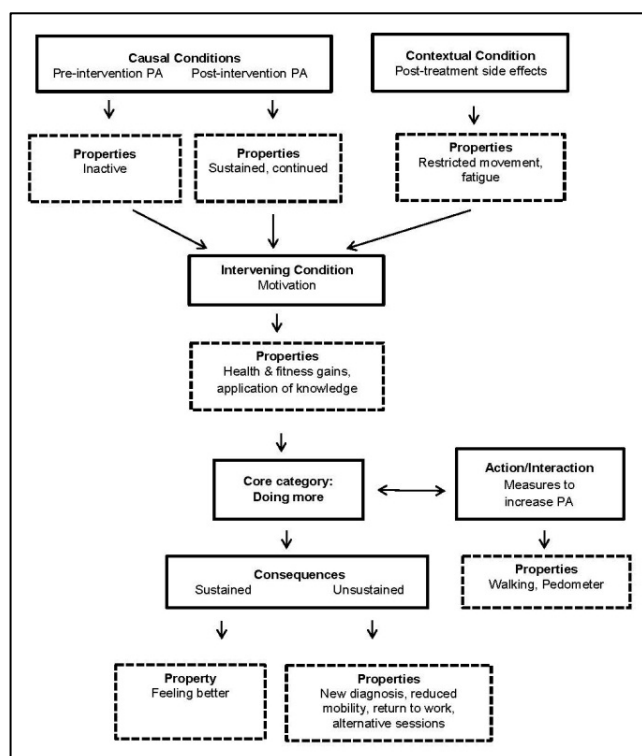 Causal Conditions
Pre-intervention PA Post-intervention PA
Contextual Condition
Post-treatment side effects
Properties
Inactive
Properties
Sustained, continued
Properties
Restricted movement,
fatigue
Intervening Condition
Motivation
Properties
Health & fitness gains,
application of knowledge
Core category:
Doing more
Action/Interaction
Measures to
increase PA
Properties
Walking, Pedometer
Consequences
Sustained Unsustained
Property
Feeling better
Properties
New diagnosis, reduced
mobility, return to work,
alternative sessions